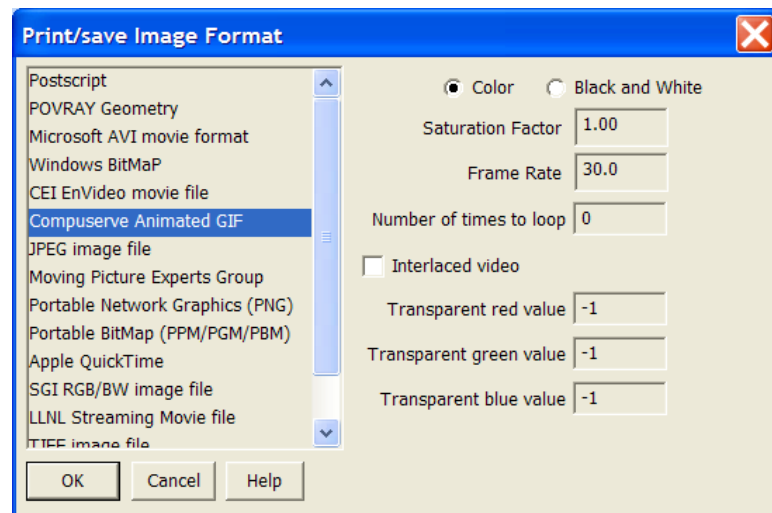 Print/save Image Format
Postscript
POVRAY Geometry
Microsoft AVI movie format
Windows BitMaP
CEI EnVideo movie file
Compuserve Animated GIF
JPEG image file
Moving Picture Experts Group
Portable Network Graphics (PNG)
Portable BitMap (PPM/PGM/PBM)
Apple QuickTime
SGI RGB/BW image file
LLNL Streaming Movie file
TIFF image file
Color Black and White
Saturation Factor 1.00
Frame Rate 30.0
Number of times to loop 0
Interlaced video
Transparent red value -1
Transparent green value -1
Transparent blue value -1
OK Cancel Help